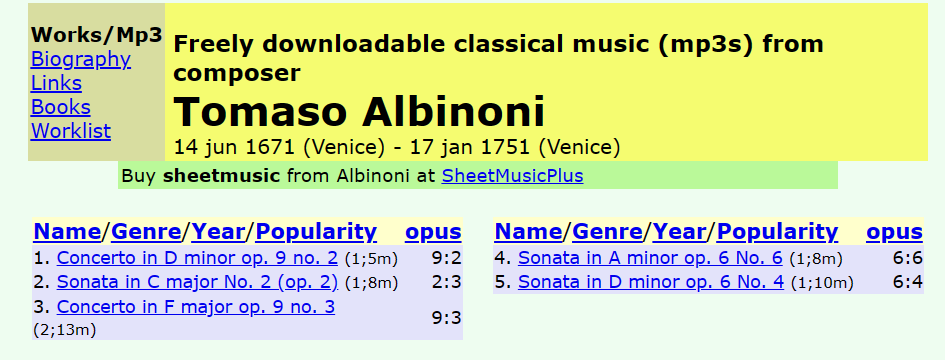 Works/Mp3
Biography
Links
Books
Worklist
Freely downloadable classical music (mp3s) from
composer
Tomaso Albinoni
14 jun 1671 (Venice) - 17 jan 1751 (Venice)
Buy sheetmusic from Albinoni at SheetMusicPlus
Name/Genre/Year/Popularity opus
1. Concerto in D minor op. 9 no. 2 (1;5m) 9:2
2. Sonata in C major No. 2 (op. 2) (1;8m) 2:3
3. Concerto in F major op. 9 no. 3
(2;13m) 9:3
Name/Genre/Year/Popularity opus
4. Sonata in A minor op. 6 No. 6 (1;8m) 6:6
5. Sonata in D minor op. 6 No. 4 (1;10m) 6:4